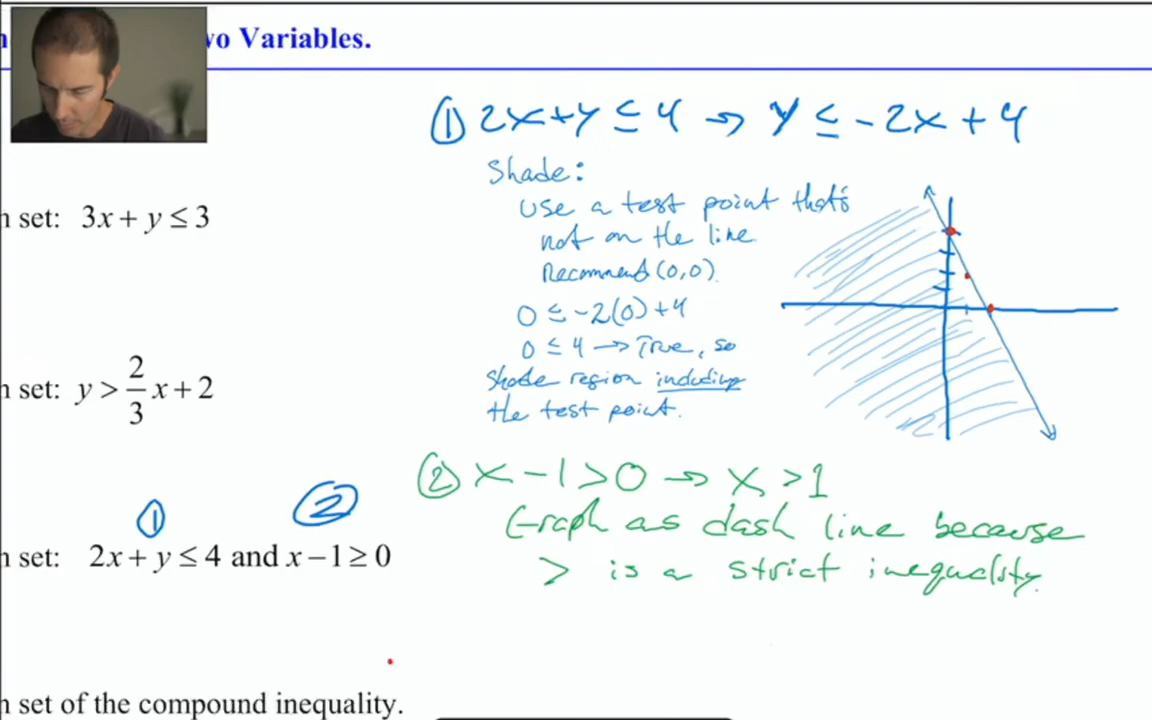 vo Variables.
① 2x+y ≤ 4 → y ≤ -2x + 4
Shade:
Use a test point that's
not on the line
Recommend (0,0).
0 ≤ -2(0)+4
0 ≤ 4 → True, so
Shade region including
the test point.
n set: 3x + y ≤ 3
n set: y > 2/3 x + 2
② x - 1 > 0 → x > 1
Graph as dash line because
> is a strict inequality.
① ②
n set: 2x + y ≤ 4 and x − 1 ≥ 0
n set of the compound inequality.